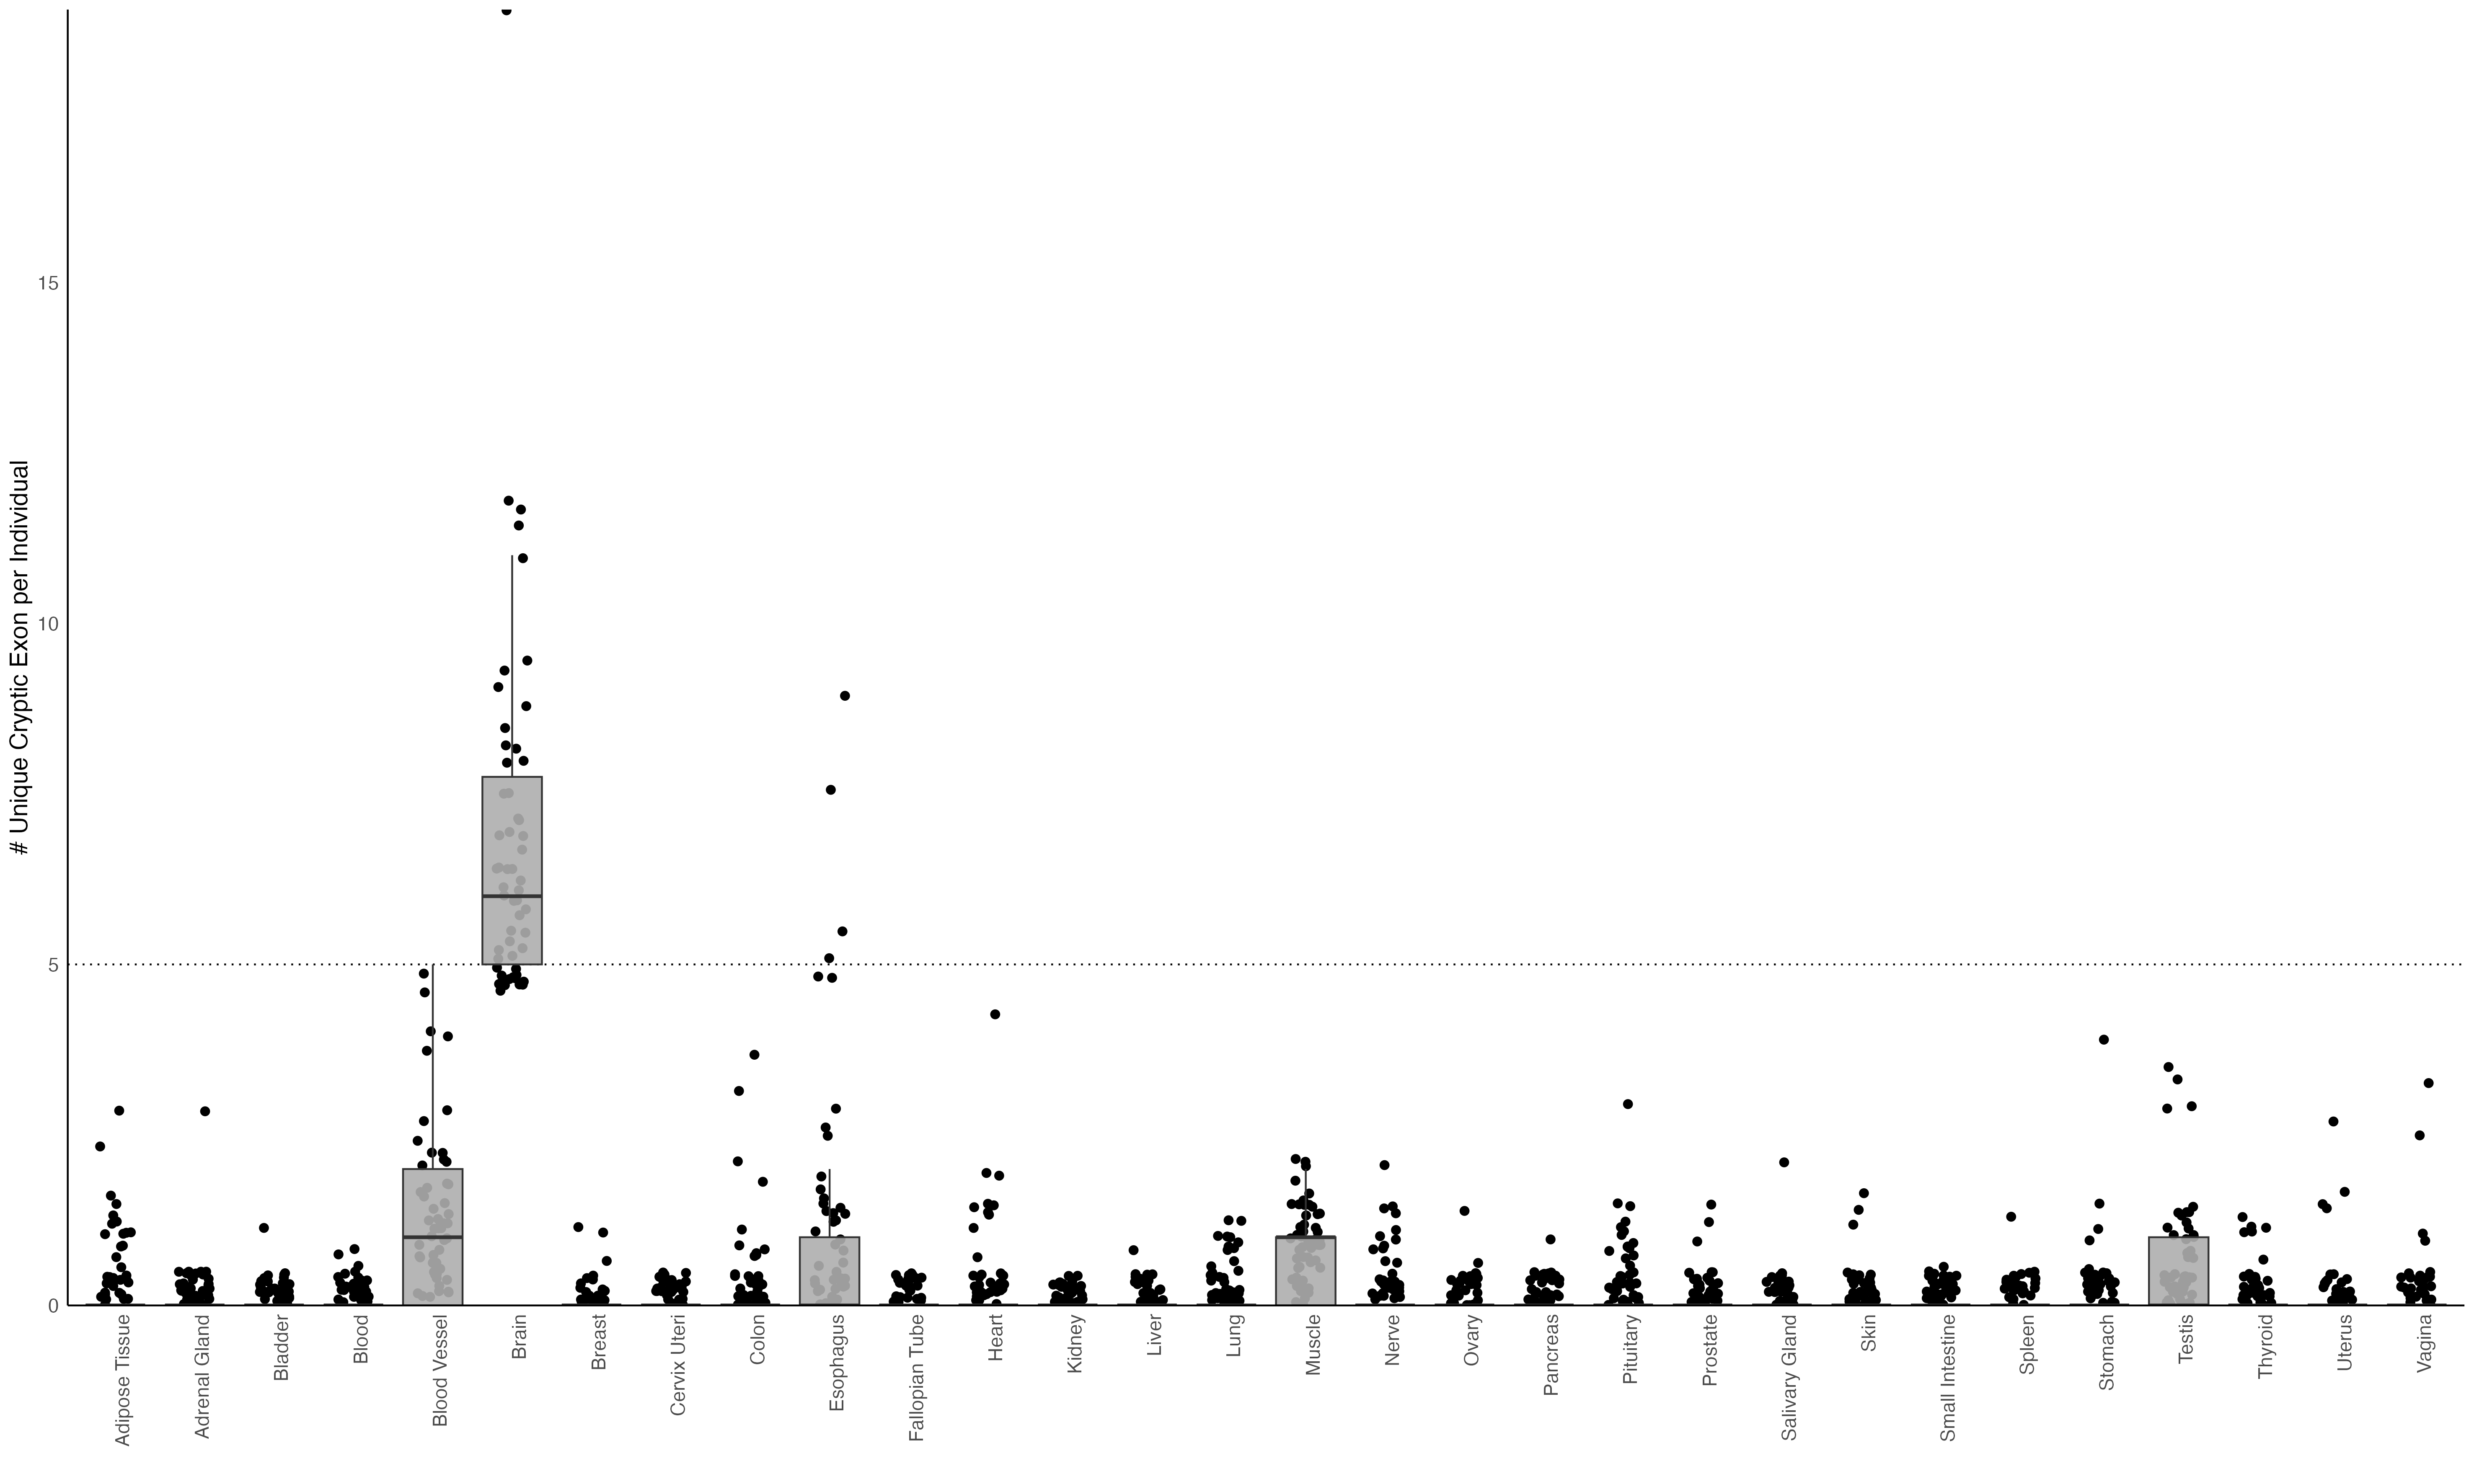 # Unique Cryptic Exon per Individual
15
10
5
0
Adipose Tissue
Adrenal Gland
Bladder
Blood
Blood Vessel
Brain
Breast
Cervix Uteri
Colon
Esophagus
Fallopian Tube
Heart
Kidney
Liver
Lung
Muscle
Nerve
Ovary
Pancreas
Pituitary
Prostate
Salivary Gland
Skin
Small Intestine
Spleen
Stomach
Testis
Thyroid
Uterus
Vagina